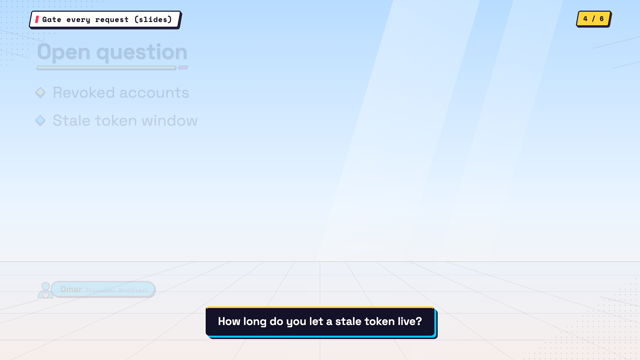 Gate every request (slides)
4 / 6
Open question
Revoked accounts
Stale token window
Omar
How long do you let a stale token live?